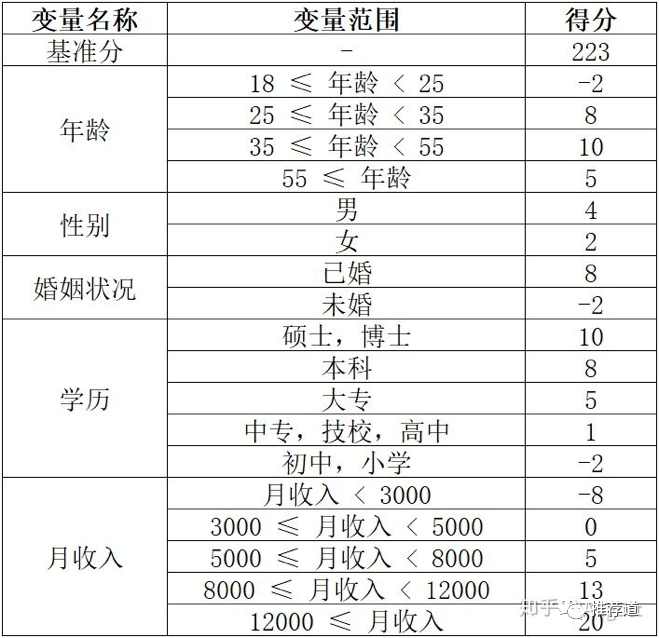 变量名称 变量范围 得分
基准分 - 223
年龄 18 ≤ 年龄 < 25 -2
25 ≤ 年龄 < 35 8
35 ≤ 年龄 < 55 10
55 ≤ 年龄 5
性别 男 4
女 2
婚姻状况 已婚 8
未婚 -2
学历 硕士，博士 10
本科 8
大专 5
中专，技校，高中 1
初中，小学 -2
月收入 月收入 < 3000 -8
3000 ≤ 月收入 < 5000 0
5000 ≤ 月收入 < 8000 5
8000 ≤ 月收入 < 12000 13
12000 ≤ 月收入 20
知乎 推荐道